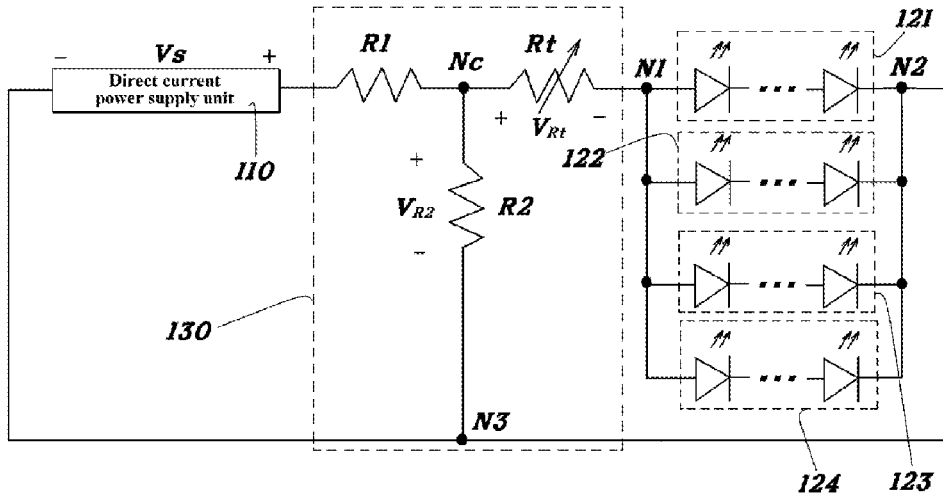 121
Vs
R1
Nc
Rt
N1
N2
− +
Direct current
power supply unit
+ VRt −
122
110
+
VR2
R2
−
130
N3
124
123